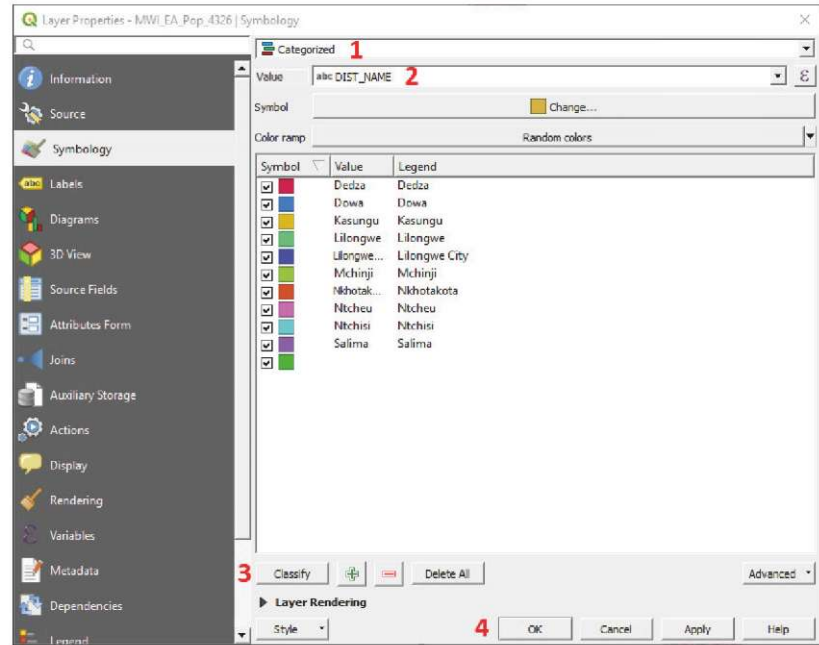 Layer Properties - MWI_EA_Pop_4326 | Symbology
Information
Source
Symbology
abc Labels
Diagrams
3D View
Source Fields
Attributes Form
Joins
Auxiliary Storage
Actions
Display
Rendering
Variables
Metadata
Dependencies
Legend
Categorized 1
Value abc DIST_NAME 2 ε
Symbol Change...
Color ramp Random colors
Symbol Value Legend
Dedza Dedza
Dowa Dowa
Kasungu Kasungu
Lilongwe Lilongwe
Lilongwe... Lilongwe City
Mchinji Mchinji
Nkhotak... Nkhotakota
Ntcheu Ntcheu
Ntchisi Ntchisi
Salima Salima
3 Classify Delete All Advanced
Layer Rendering
Style 4 OK Cancel Apply Help